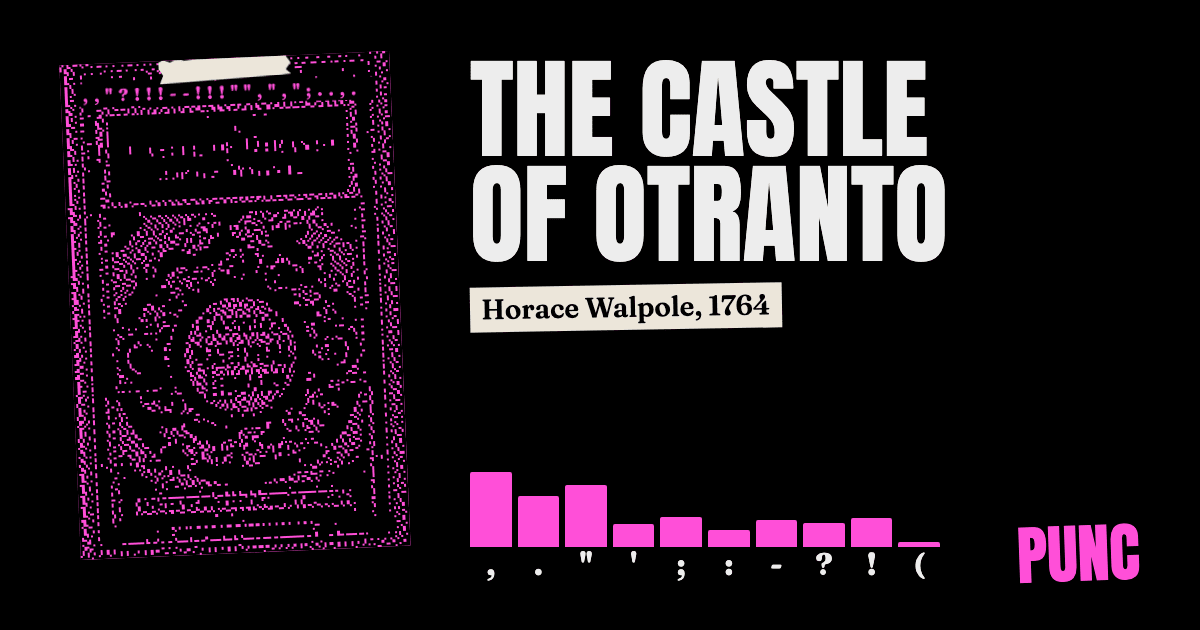 ,,"?!!!--!!!"",",";.,..
THE CASTLE
OF OTRANTO
Horace Walpole, 1764
, . " ' ; : - ? ! (
PUNC